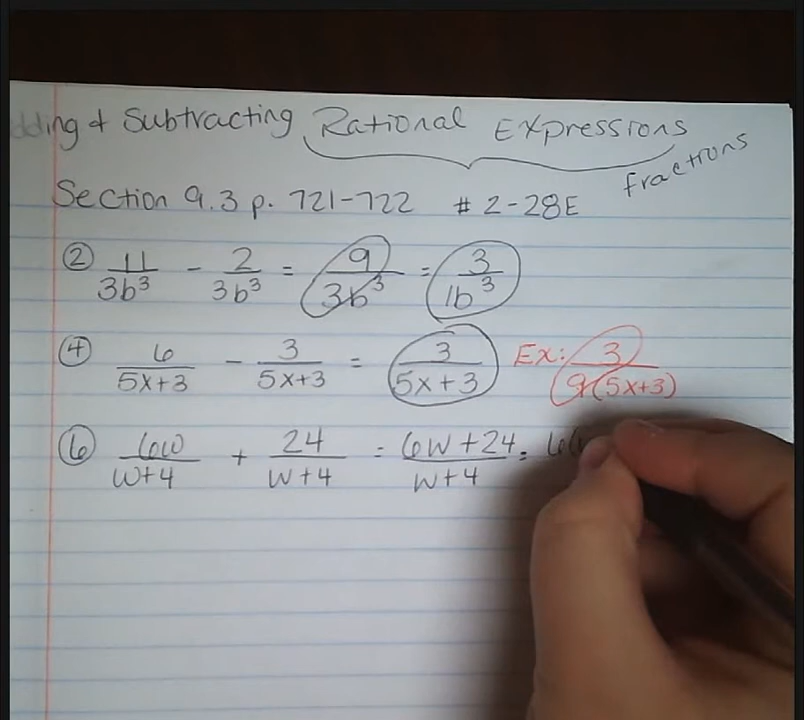 dding & Subtracting Rational Expressions
fractions
Section 9.3 p. 721-722 # 2-28E
② 11/3b³ - 2/3b³ = 9/3b³ = 3/1b³
④ 6/5x+3 - 3/5x+3 = 3/5x+3 Ex: 3/9(5x+3)
⑥ 6w/w+4 + 24/w+4 = 6w+24/w+4 = 6(